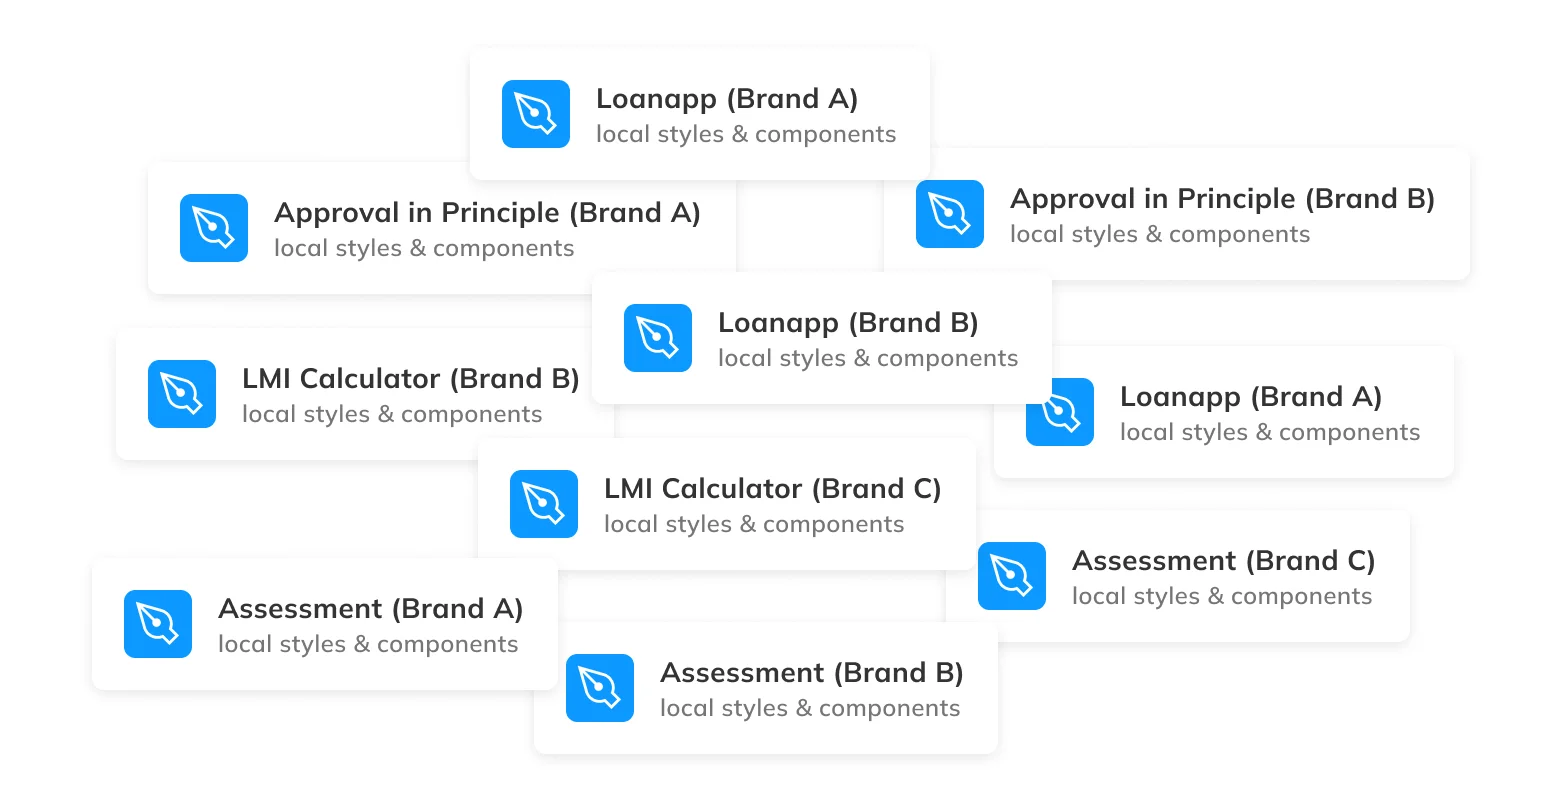 Loanapp (Brand A)
local styles & components
Approval in Principle (Brand A)
local styles & components
Approval in Principle (Brand B)
local styles & components
Loanapp (Brand B)
local styles & components
LMI Calculator (Brand B)
local styles & components
Loanapp (Brand A)
local styles & components
LMI Calculator (Brand C)
local styles & components
Assessment (Brand C)
local styles & components
Assessment (Brand A)
local styles & components
Assessment (Brand B)
local styles & components